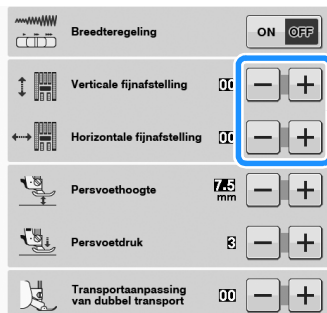 Breedteregeling ON OFF
Verticale fijnafstelling 00 − +
Horizontale fijnafstelling 00 − +
Persvoethoogte 7.5 mm − +
Persvoetdruk 3 − +
Transportaanpassing
van dubbel transport 00 − +